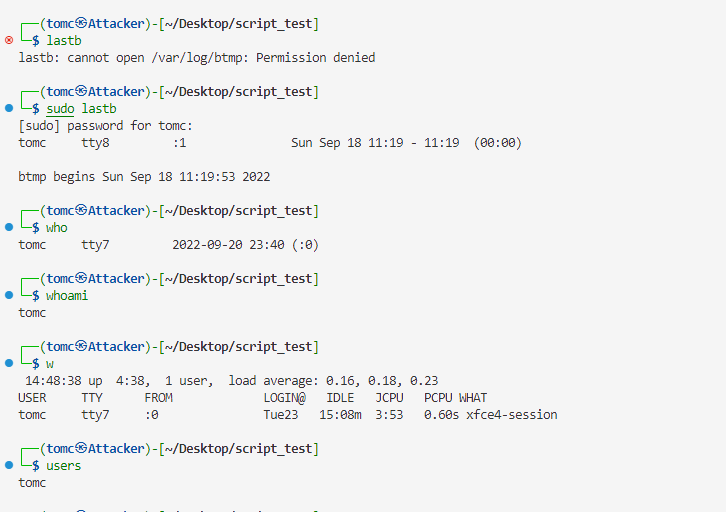 ┌──(tomc㉿Attacker)-[~/Desktop/script_test]
└─$ lastb
lastb: cannot open /var/log/btmp: Permission denied
┌──(tomc㉿Attacker)-[~/Desktop/script_test]
└─$ sudo lastb
[sudo] password for tomc:
tomc     tty8         :1               Sun Sep 18 11:19 - 11:19  (00:00)
btmp begins Sun Sep 18 11:19:53 2022
┌──(tomc㉿Attacker)-[~/Desktop/script_test]
└─$ who
tomc     tty7         2022-09-20 23:40 (:0)
┌──(tomc㉿Attacker)-[~/Desktop/script_test]
└─$ whoami
tomc
┌──(tomc㉿Attacker)-[~/Desktop/script_test]
└─$ w
 14:48:38 up  4:38,  1 user,  load average: 0.16, 0.18, 0.23
USER     TTY      FROM             LOGIN@   IDLE   JCPU   PCPU WHAT
tomc     tty7     :0               Tue23   15:08m  3:53   0.60s xfce4-session
┌──(tomc㉿Attacker)-[~/Desktop/script_test]
└─$ users
tomc